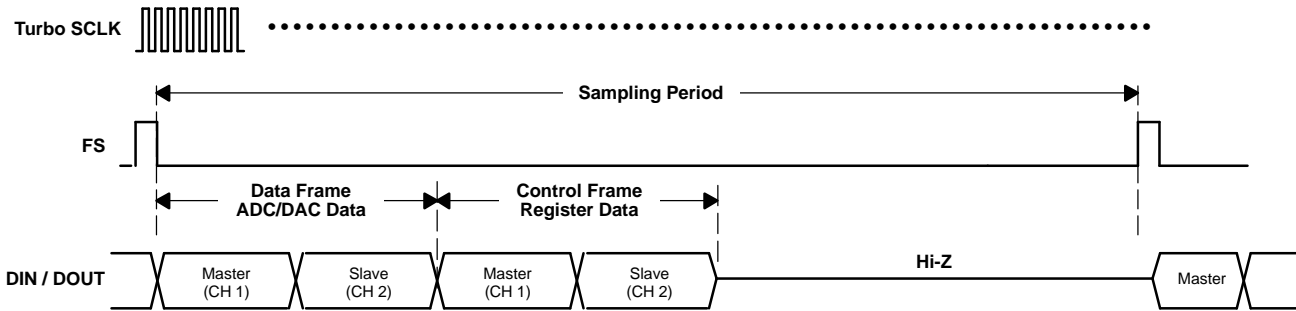 Turbo SCLK
Sampling Period
FS
Data Frame
ADC/DAC Data
Control Frame
Register Data
DIN / DOUT
Master
(CH 1)
Slave
(CH 2)
Master
(CH 1)
Slave
(CH 2)
Hi-Z
Master